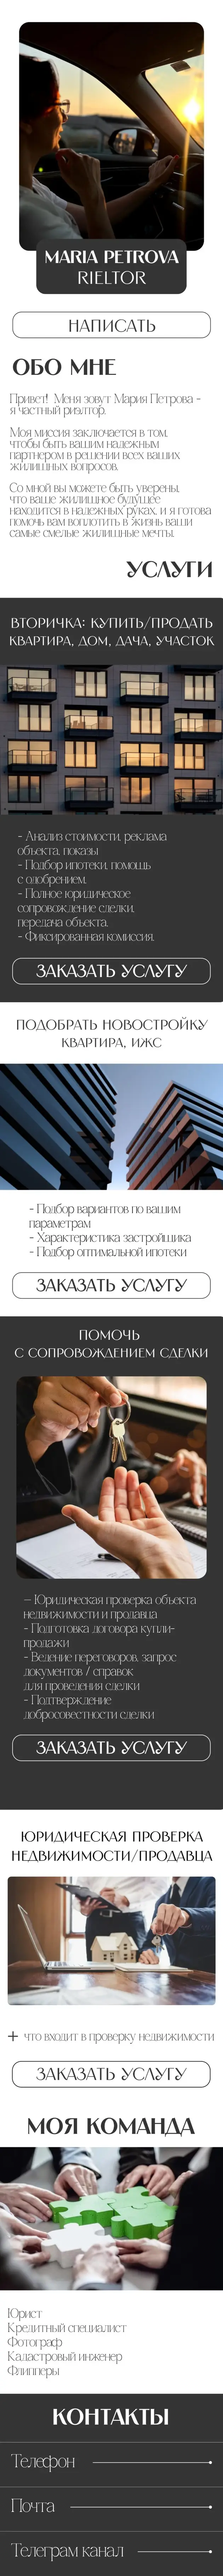 MARIA PETROVA
RIELTOR
НАПИСАТЬ
ОБО МНЕ
Привет! Меня зовут Мария Петрова -
я частный риэлтор.
Моя миссия заключается в том,
чтобы быть вашим надежным
партнером в решении всех ваших
жилищных вопросов.
Со мной вы можете быть уверены,
что ваше жилищное будущее
находится в надежных руках, и я готова
помочь вам воплотить в жизнь ваши
самые смелые жилищные мечты.
УСЛУГИ
ВТОРИЧКА: КУПИТЬ/ПРОДАТЬ
КВАРТИРА, ДОМ, ДАЧА, УЧАСТОК
- Анализ стоимости, реклама
объекта, показы
- Подбор ипотеки, помощь
с одобрением.
- Полное юридическое
сопровождение сделки,
передача объекта.
- Фиксированная комиссия.
ЗАКАЗАТЬ УСЛУГУ
ПОДОБРАТЬ НОВОСТРОЙКУ
КВАРТИРА, ИЖС
- Подбор вариантов по вашим
параметрам
- Характеристика застройщика
- Подбор оптимальной ипотеки
ЗАКАЗАТЬ УСЛУГУ
ПОМОЧЬ
С СОПРОВОЖДЕНИЕМ СДЕЛКИ
– Юридическая проверка объекта
недвижимости и продавца
- Подготовка договора купли-
продажи
- Ведение переговоров, запрос
документов / справок
для проведения сделки
- Подтверждение
добросовестности сделки
ЗАКАЗАТЬ УСЛУГУ
ЮРИДИЧЕСКАЯ ПРОВЕРКА
НЕДВИЖИМОСТИ/ПРОДАВЦА
+ что входит в проверку недвижимости
ЗАКАЗАТЬ УСЛУГУ
МОЯ КОМАНДА
Юрист
Кредитный специалист
Фотограф
Кадастровый инженер
Флипперы
КОНТАКТЫ
Телефон
Почта
Телеграм канал